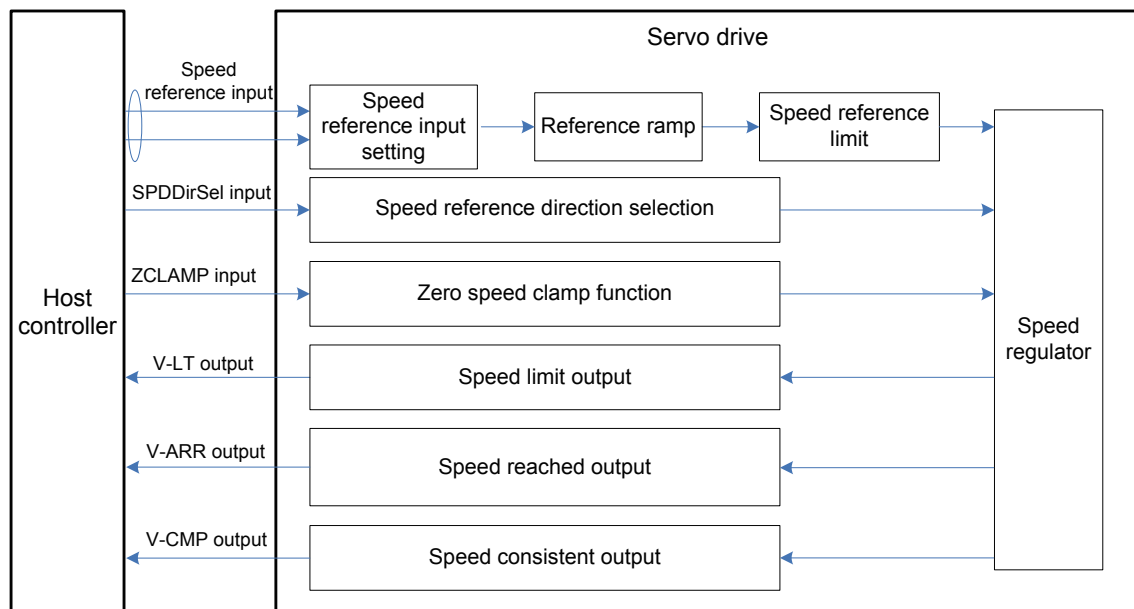 Servo drive
Speed
reference input
Speed
reference input
setting
Reference ramp
Speed reference
limit
SPDDirSel input
Speed reference direction selection
ZCLAMP input
Zero speed clamp function
Host
controller
Speed
regulator
V-LT output
Speed limit output
V-ARR output
Speed reached output
V-CMP output
Speed consistent output